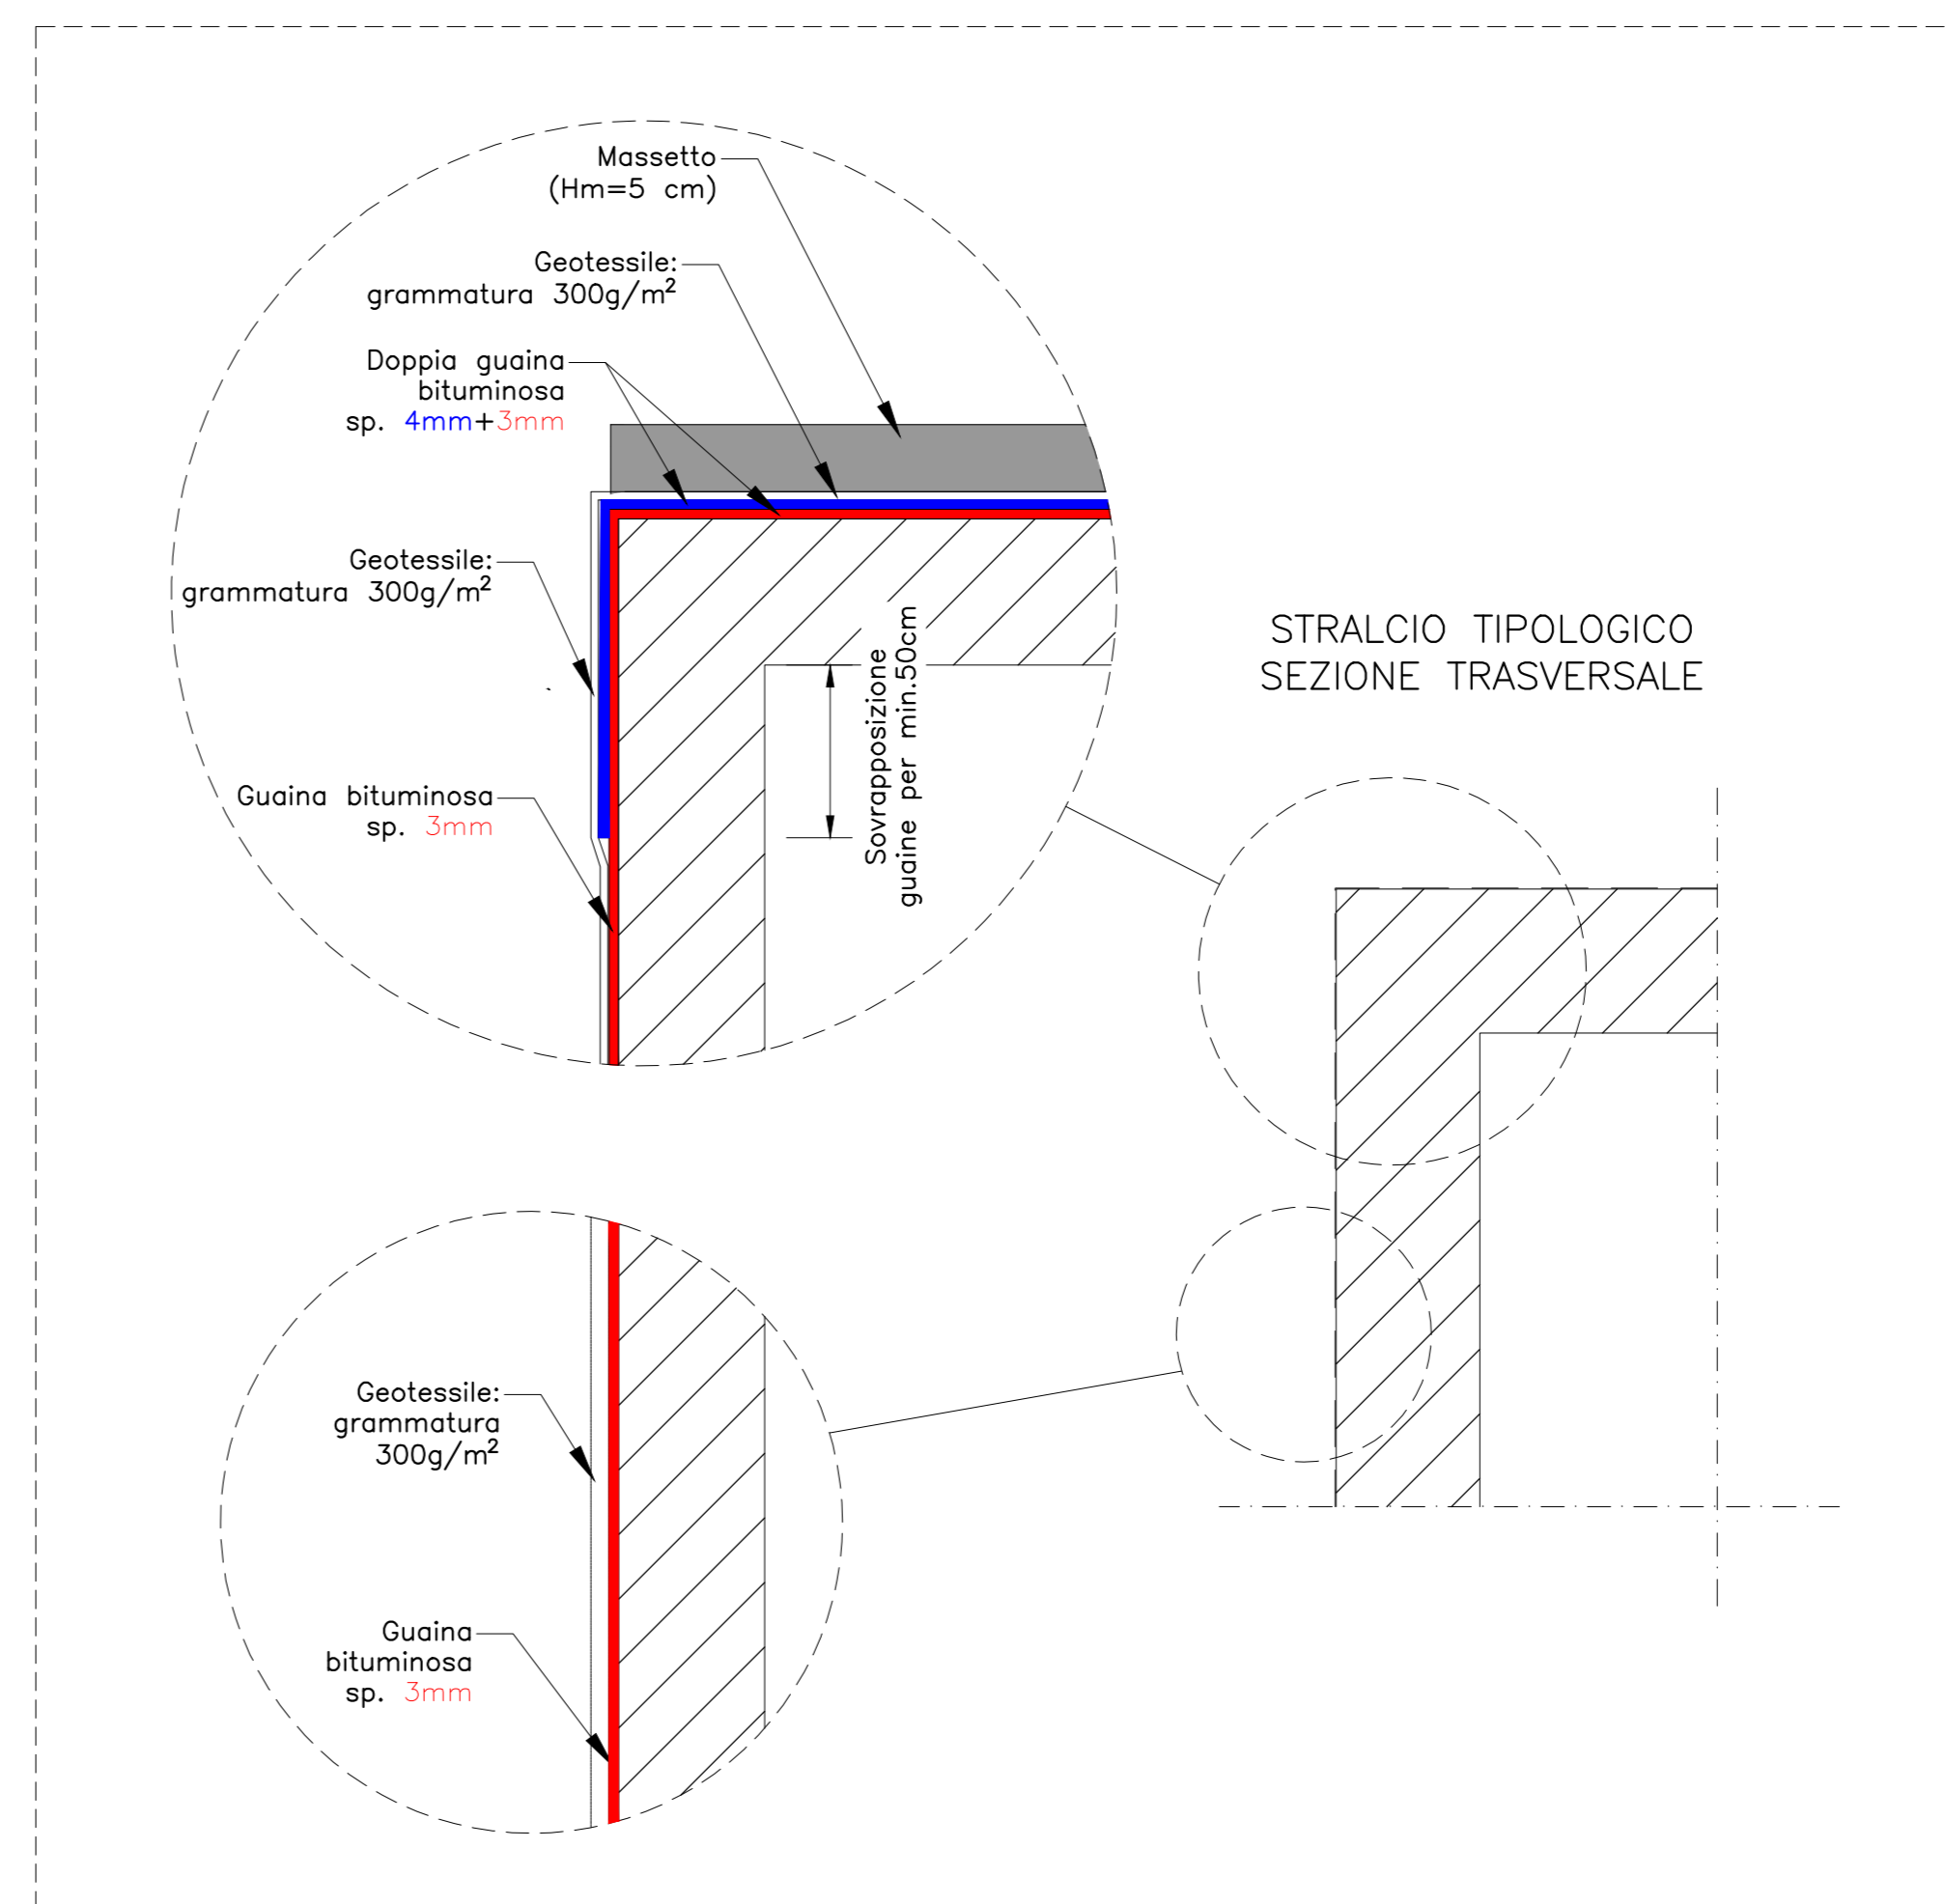 Massetto
(Hm=5 cm)
Geotessile:
grammatura 300g/m²
Doppia guaina
bituminosa
sp. 4mm+3mm
Geotessile:
grammatura 300g/m²
Guaina bituminosa
sp. 3mm
Sovrapposizione
guaine per min.50cm
STRALCIO TIPOLOGICO
SEZIONE TRASVERSALE
Geotessile:
grammatura
300g/m²
Guaina
bituminosa
sp. 3mm